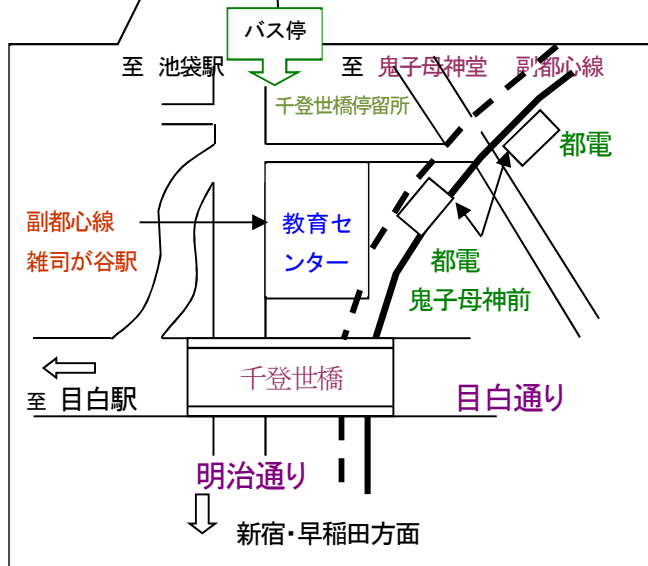 バス停
至 池袋駅
至 鬼子母神堂
副都心線
千登世橋停留所
都電
副都心線
雑司が谷駅
教育セ
ンター
都電
鬼子母神前
千登世橋
至 目白駅
目白通り
明治通り
新宿・早稲田方面